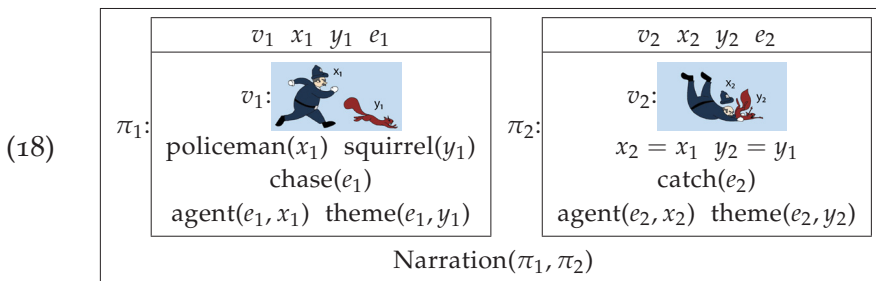 (18)
π₁:
v₁ x₁ y₁ e₁
v₁:
x₁
y₁
policeman(x₁) squirrel(y₁)
chase(e₁)
agent(e₁, x₁) theme(e₁, y₁)
π₂:
v₂ x₂ y₂ e₂
v₂:
x₂
y₂
x₂ = x₁ y₂ = y₁
catch(e₂)
agent(e₂, x₂) theme(e₂, y₂)
Narration(π₁, π₂)